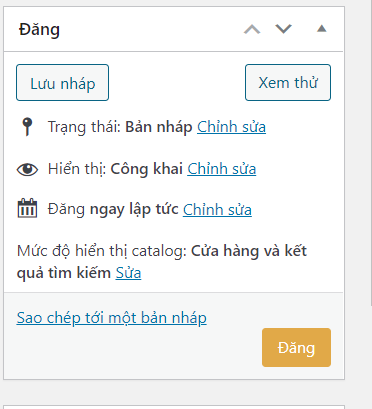 Đăng
Lưu nháp
Xem thử
Trạng thái: Bản nháp Chỉnh sửa
Hiển thị: Công khai Chỉnh sửa
Đăng ngay lập tức Chỉnh sửa
Mức độ hiển thị catalog: Cửa hàng và kết
quả tìm kiếm Sửa
Sao chép tới một bản nháp
Đăng